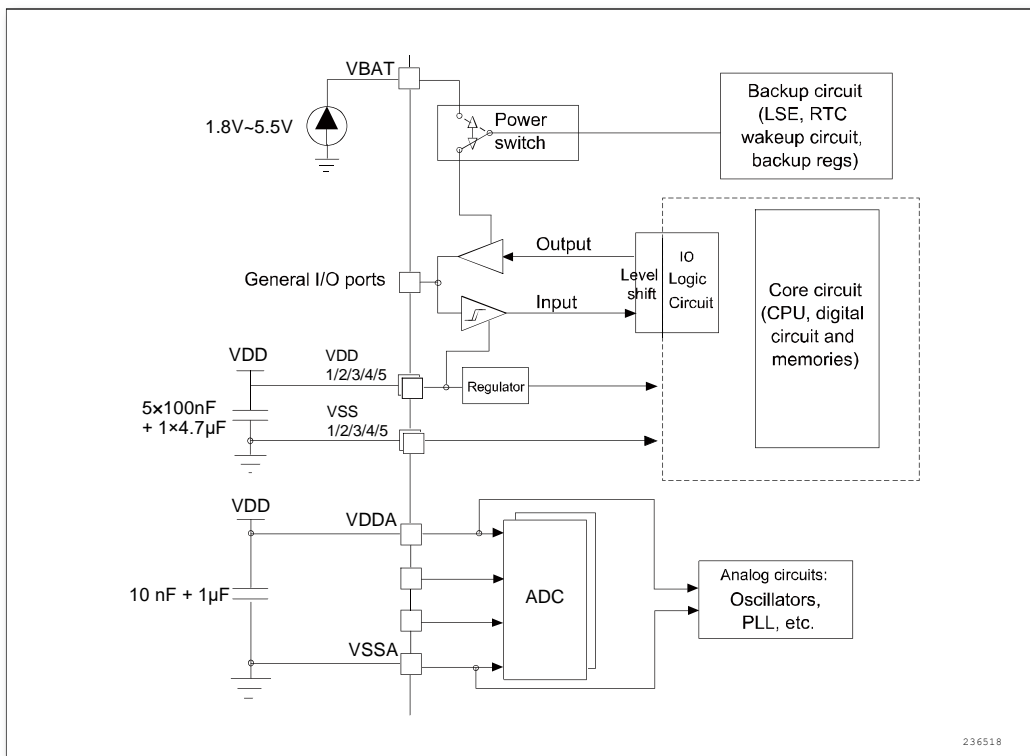 VBAT
1.8V~5.5V
Power
switch
Backup circuit
(LSE, RTC
wakeup circuit,
backup regs)
Output
General I/O ports
Input
Level
shift
IO
Logic
Circuit
Core circuit
(CPU, digital
circuit and
memories)
VDD
VDD
1/2/3/4/5
Regulator
5×100nF
+ 1×4.7μF
VSS
1/2/3/4/5
VDD
VDDA
10 nF + 1μF
ADC
VSSA
Analog circuits:
Oscillators,
PLL, etc.
236518